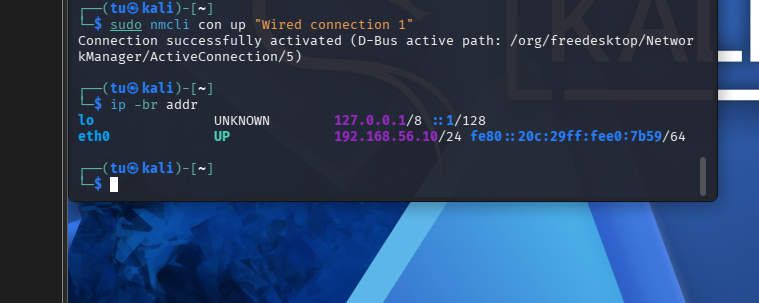 ┌──(tu㉿kali)-[~]
└─$ sudo nmcli con up "Wired connection 1"
Connection successfully activated (D-Bus active path: /org/freedesktop/Networ
kManager/ActiveConnection/5)
┌──(tu㉿kali)-[~]
└─$ ip -br addr
lo               UNKNOWN        127.0.0.1/8 ::1/128
eth0             UP             192.168.56.10/24 fe80::20c:29ff:fee0:7b59/64
┌──(tu㉿kali)-[~]
└─$